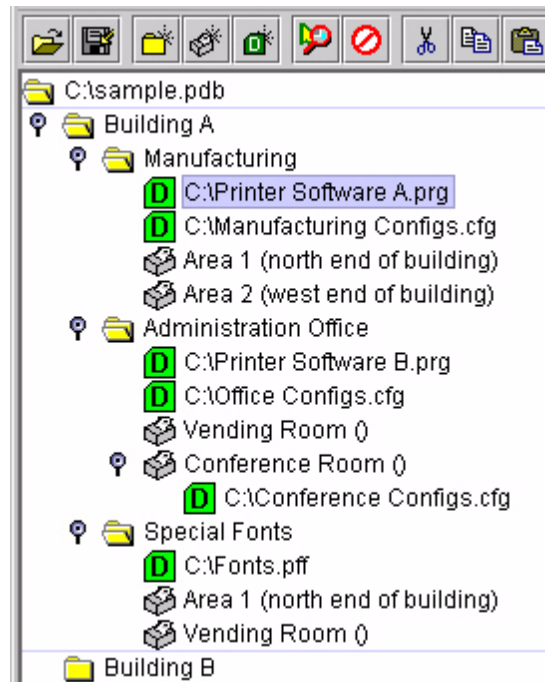 C:\sample.pdb
Building A
Manufacturing
D C:\Printer Software A.prg
D C:\Manufacturing Configs.cfg
Area 1 (north end of building)
Area 2 (west end of building)
Administration Office
D C:\Printer Software B.prg
D C:\Office Configs.cfg
Vending Room ()
Conference Room ()
D C:\Conference Configs.cfg
Special Fonts
D C:\Fonts.pff
Area 1 (north end of building)
Vending Room ()
Building B